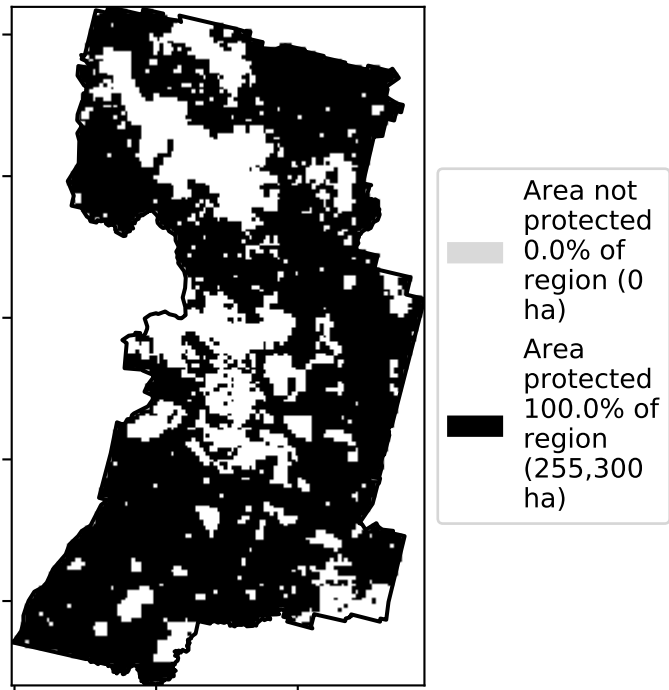 Area not
protected
0.0% of
region (0
ha)
Area
protected
100.0% of
region
(255,300
ha)